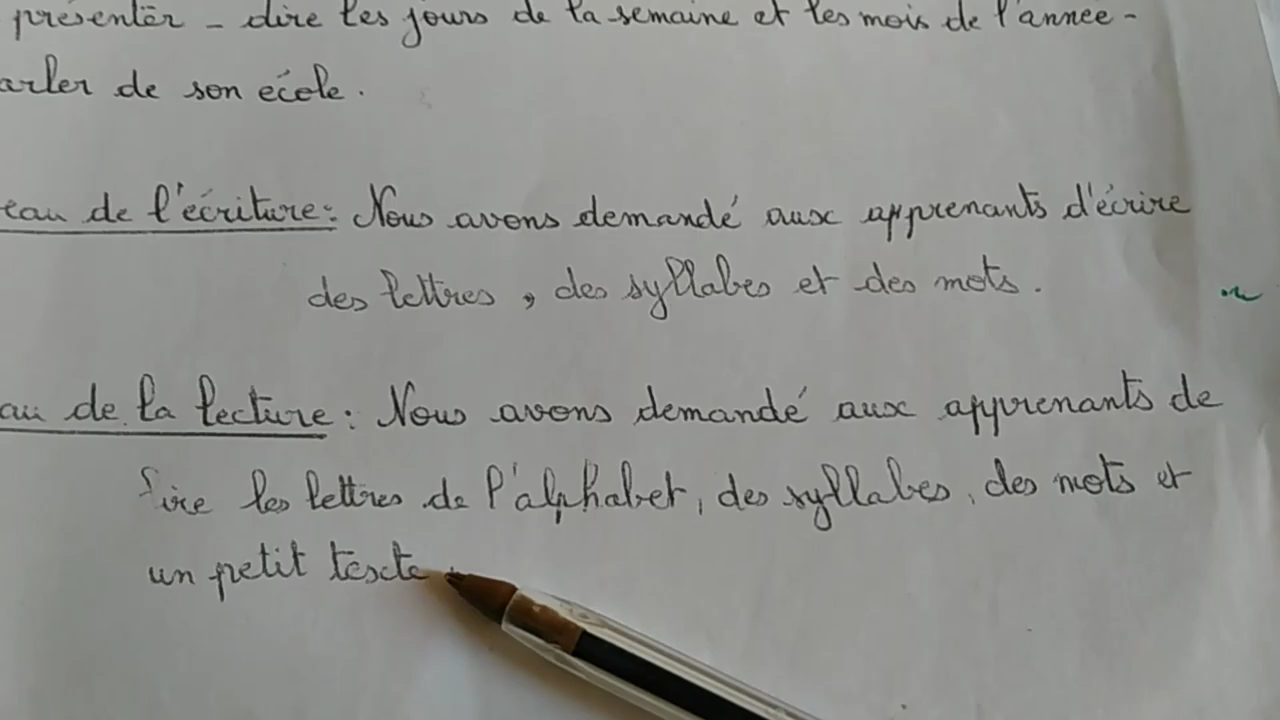 présenter - dire les jours de la semaine et les mois de l'année -
arler de son école.
eau de l'écriture: Nous avons demandé aux apprenants d'écrire
des lettres, des syllabes et des mots.
au de la lecture: Nous avons demandé aux apprenants de
lire les lettres de l'alphabet, des syllabes, des mots et
un petit texte.